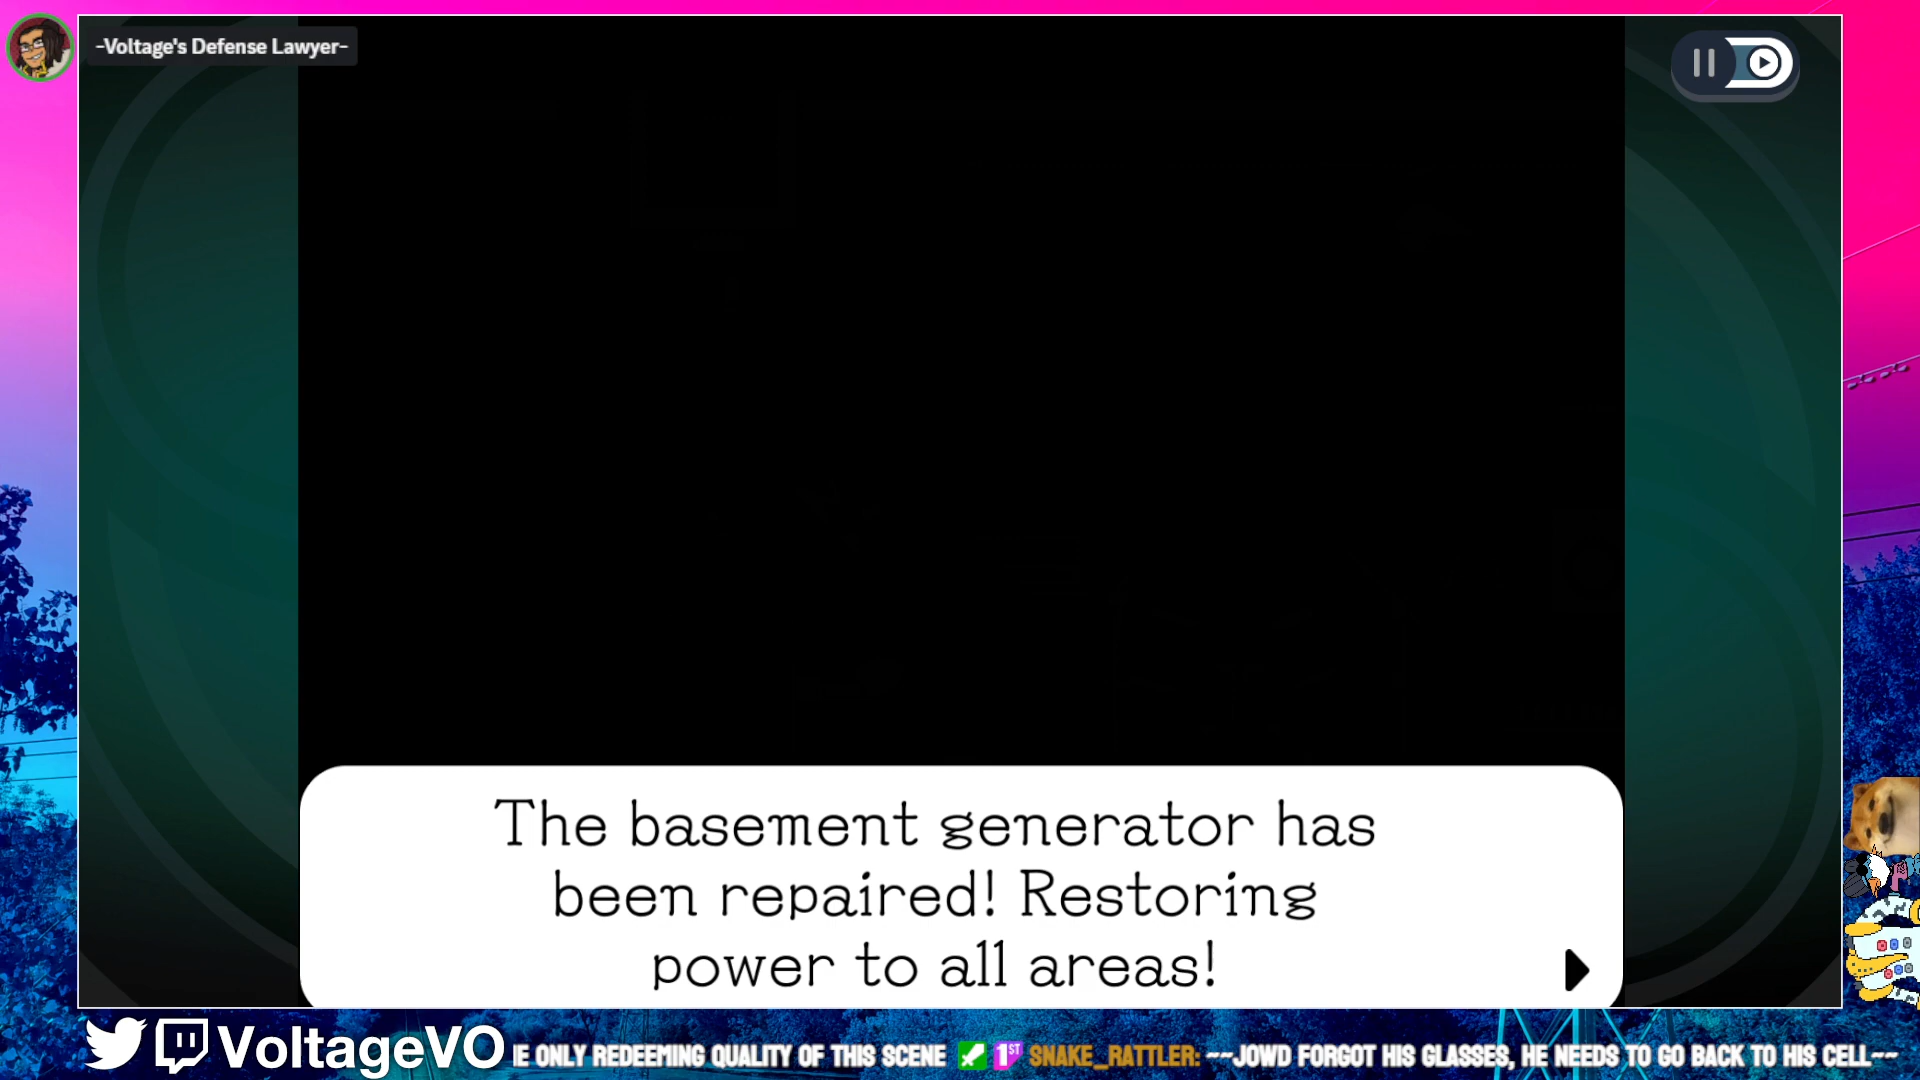 -Voltage's Defense Lawyer-
The basement generator has
been repaired! Restoring
power to all areas!
VoltageVO
E ONLY REDEEMING QUALITY OF THIS SCENE 1ST SNAKE_RATTLER: ~~JOWD FORGOT HIS GLASSES, HE NEEDS TO GO BACK TO HIS CELL~~